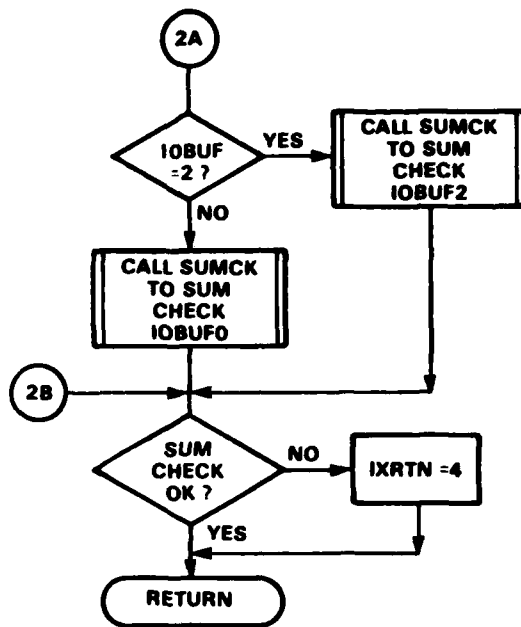 2A
IOBUF
=2 ?
YES
CALL SUMCK
TO SUM
CHECK
IOBUF2
NO
CALL SUMCK
TO SUM
CHECK
IOBUF0
2B
SUM
CHECK
OK ?
NO
IXRTN =4
YES
RETURN